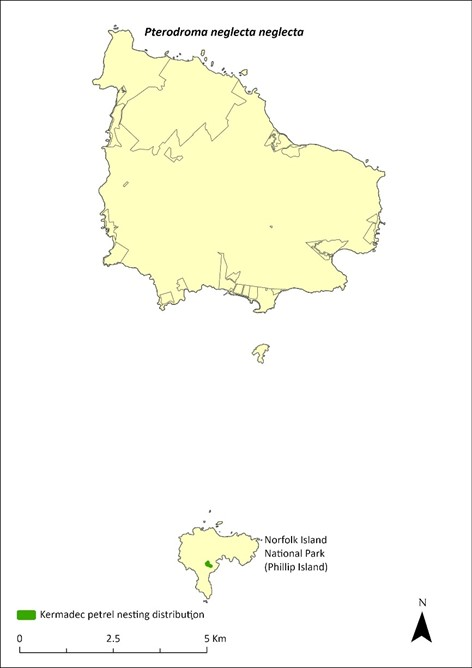 Pterodroma neglecta neglecta
Norfolk Island
National Park
(Phillip Island)
Kermadec petrel nesting distribution
N
0 2.5 5 Km